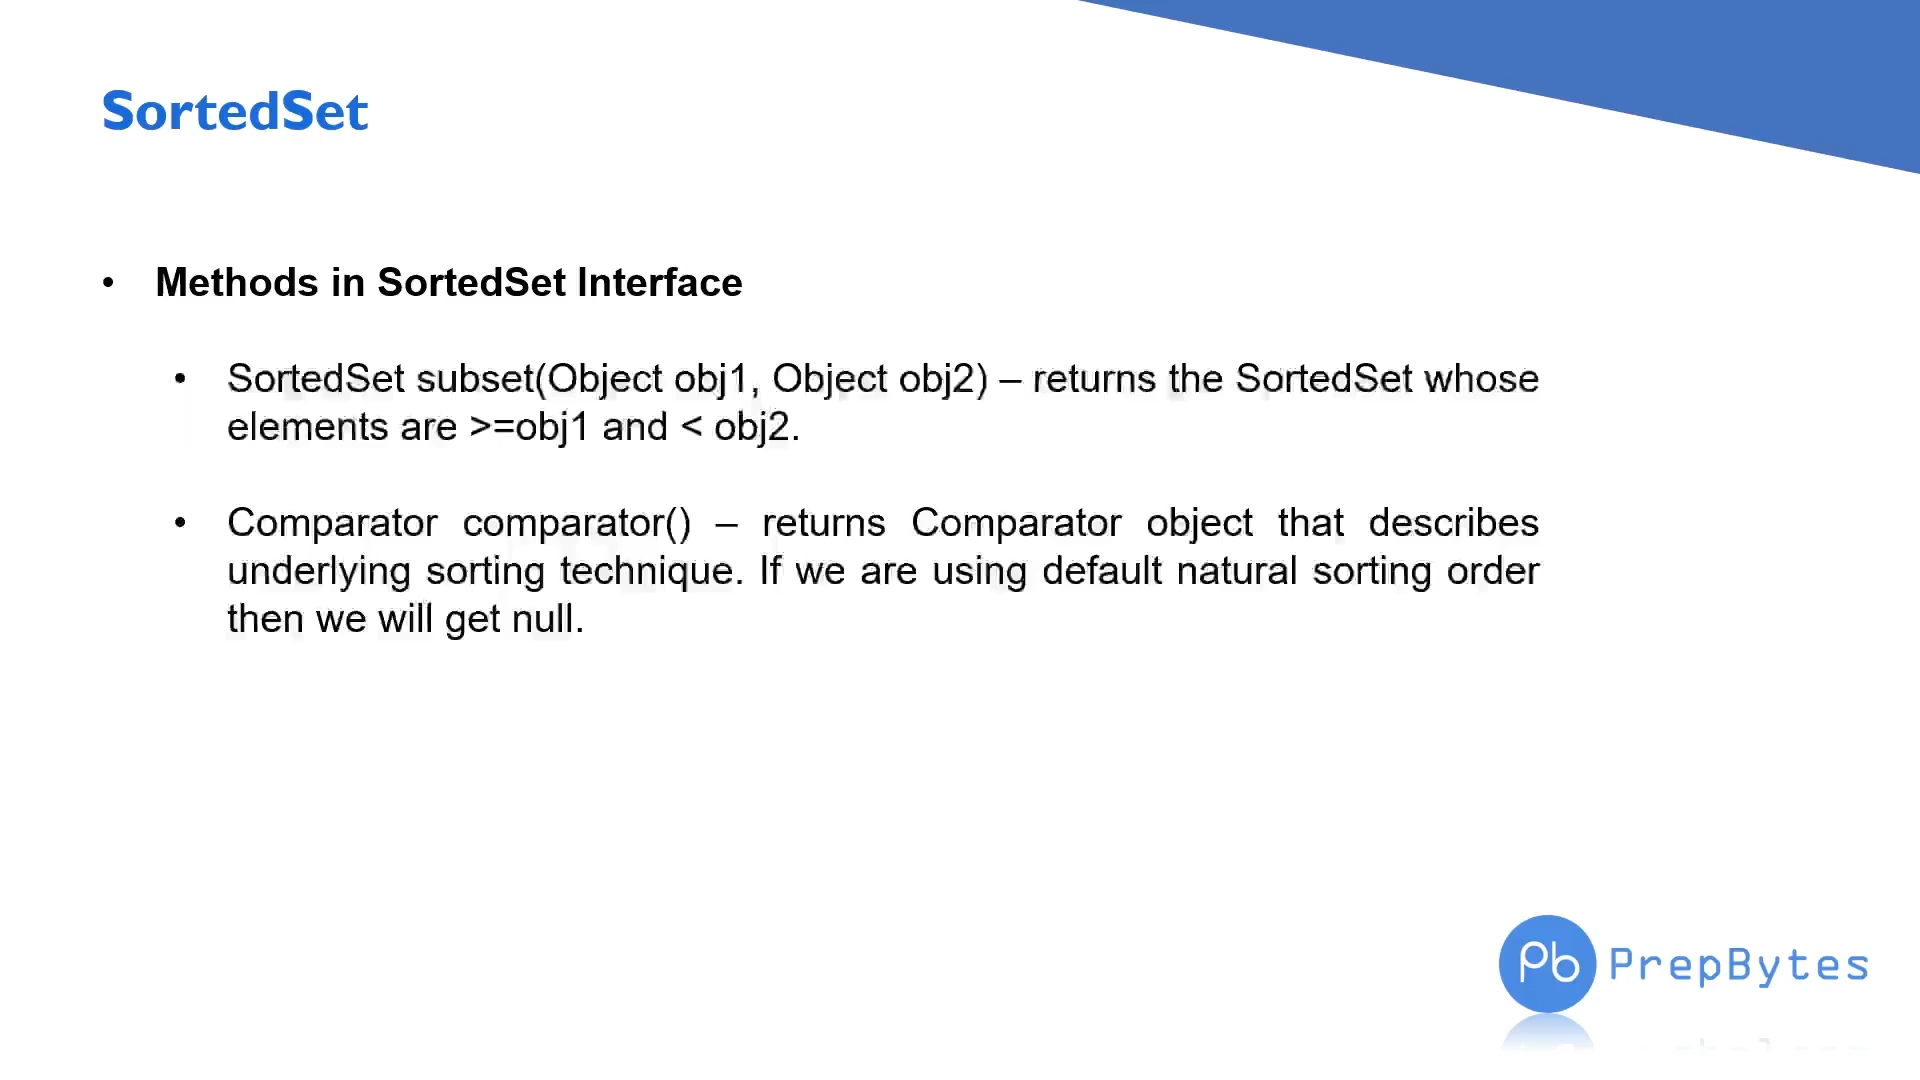 SortedSet
• Methods in SortedSet Interface
• SortedSet subset(Object obj1, Object obj2) – returns the SortedSet whose
elements are >=obj1 and < obj2.
• Comparator comparator() – returns Comparator object that describes
underlying sorting technique. If we are using default natural sorting order
then we will get null.
Pb PrepBytes